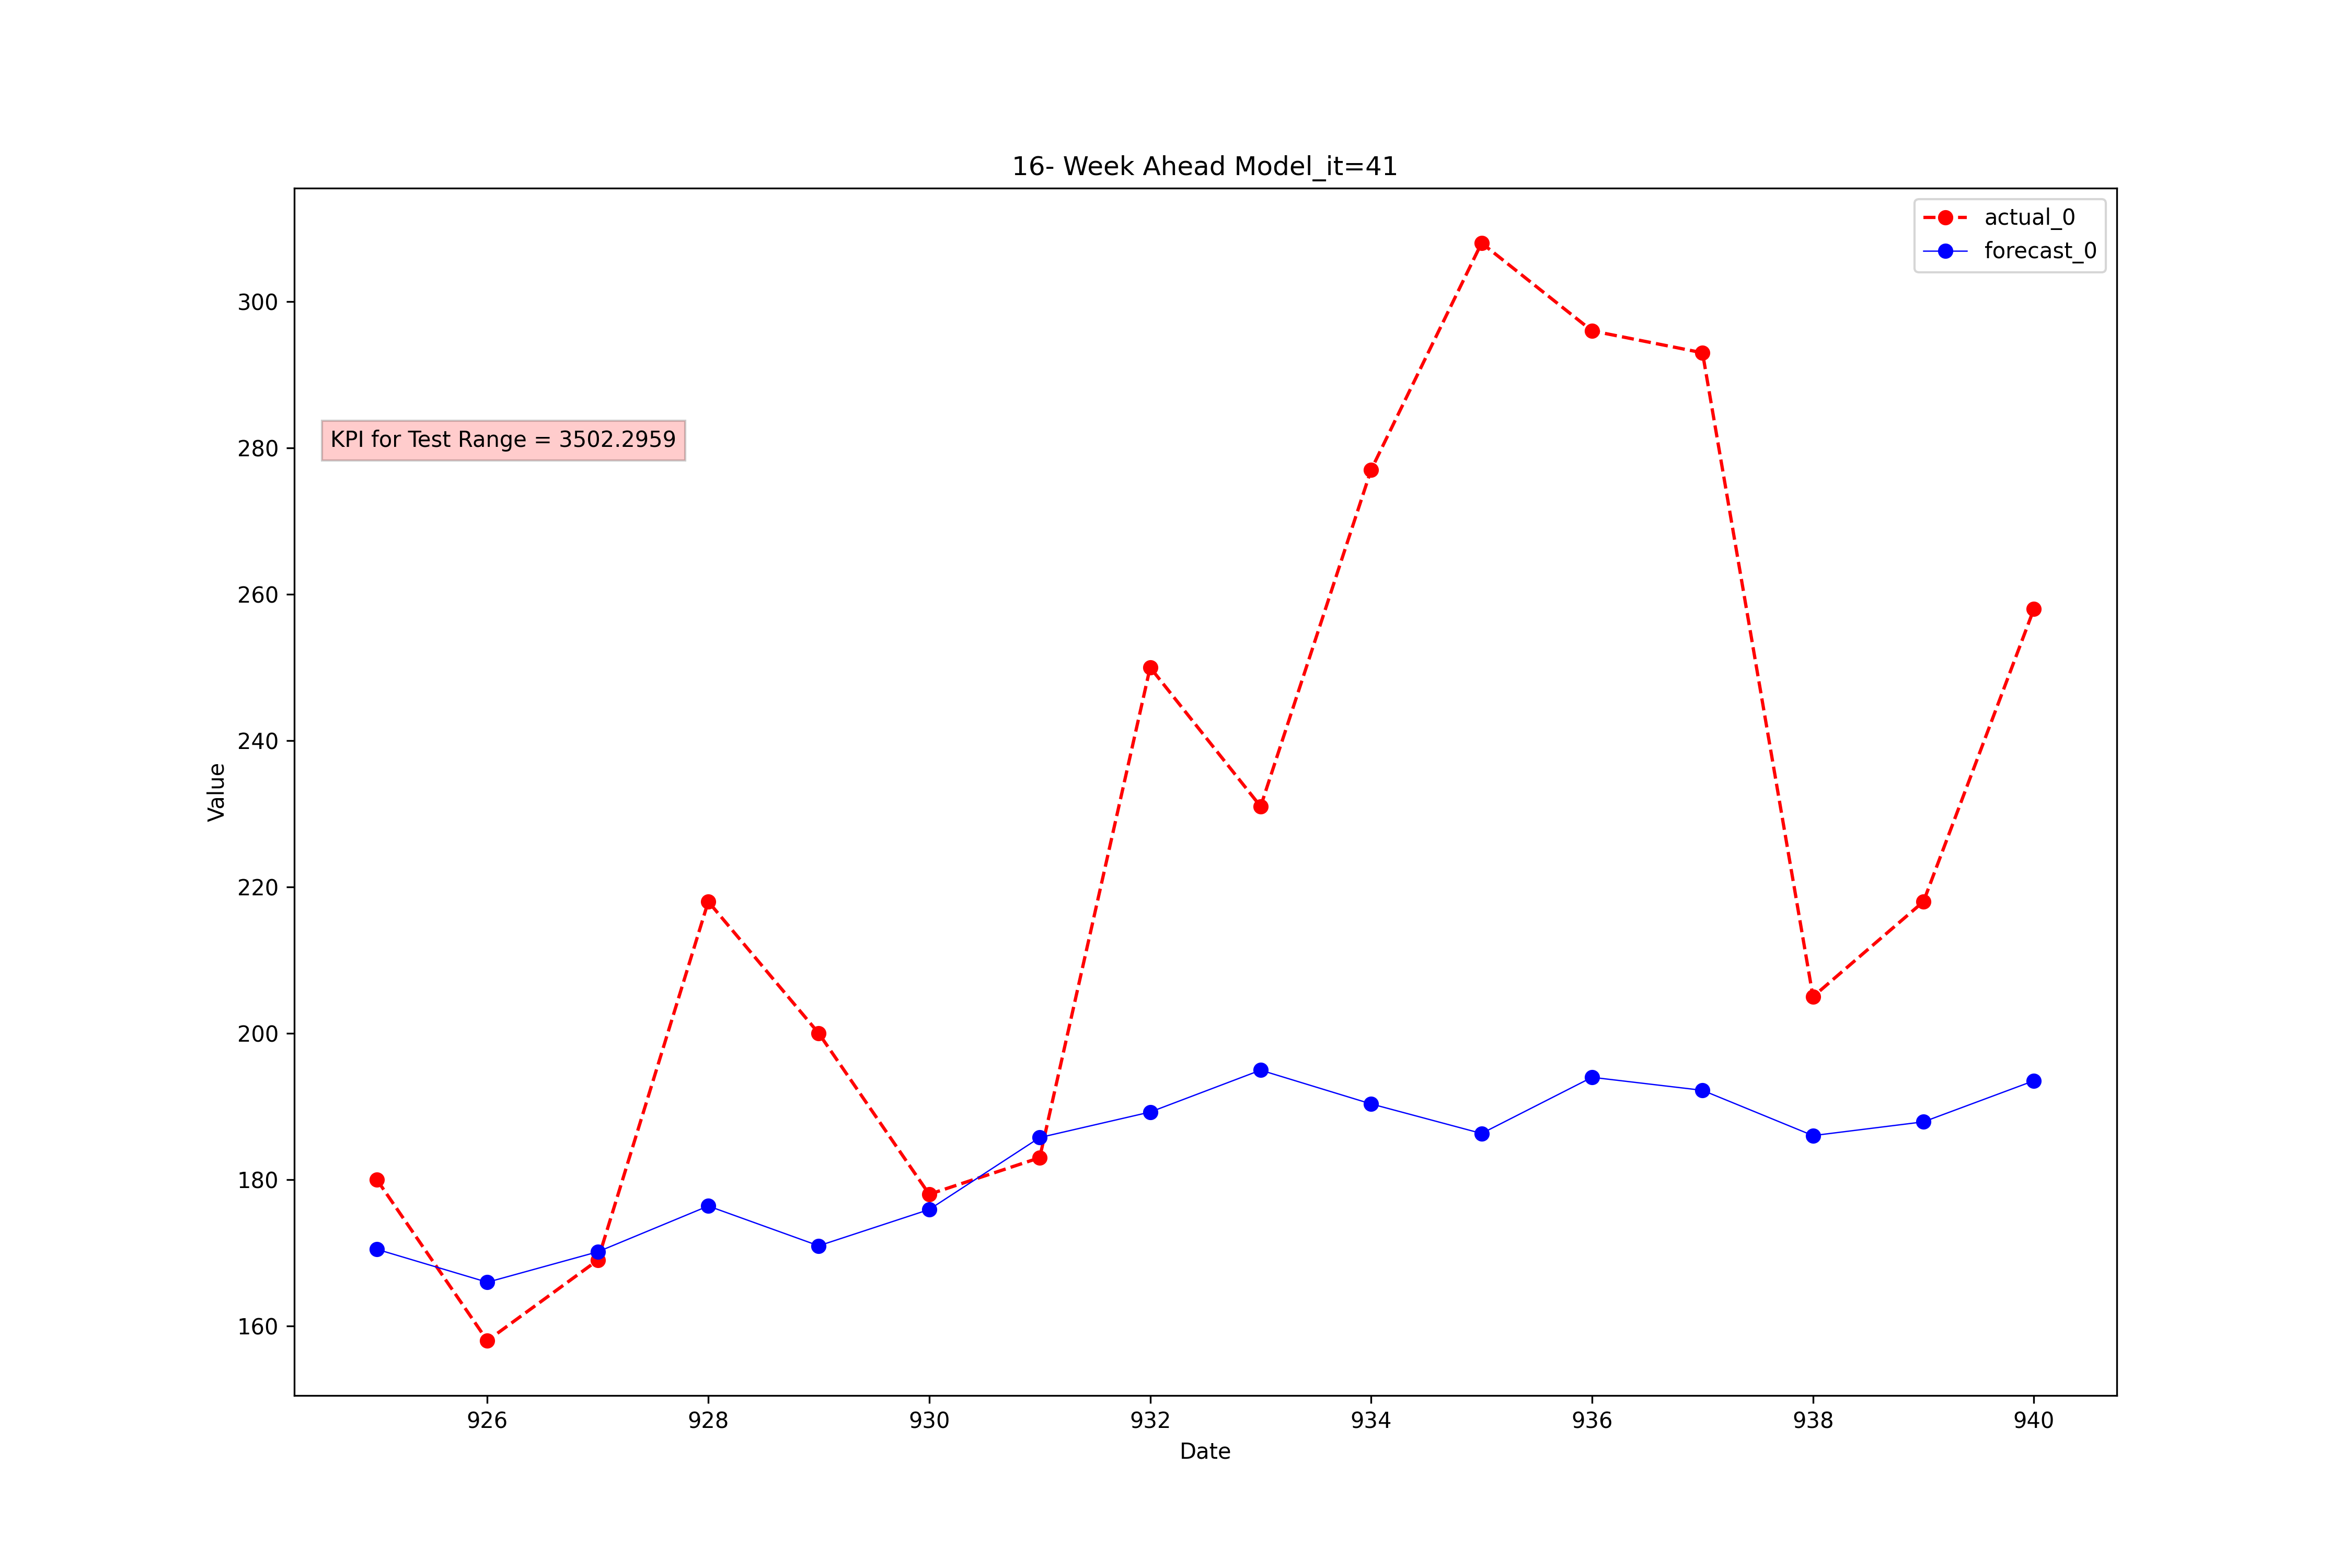 16- Week Ahead Model_it=41
actual_0
forecast_0
KPI for Test Range = 3502.2959
300
280
260
240
220
200
180
160
Value
926 928 930 932 934 936 938 940
Date